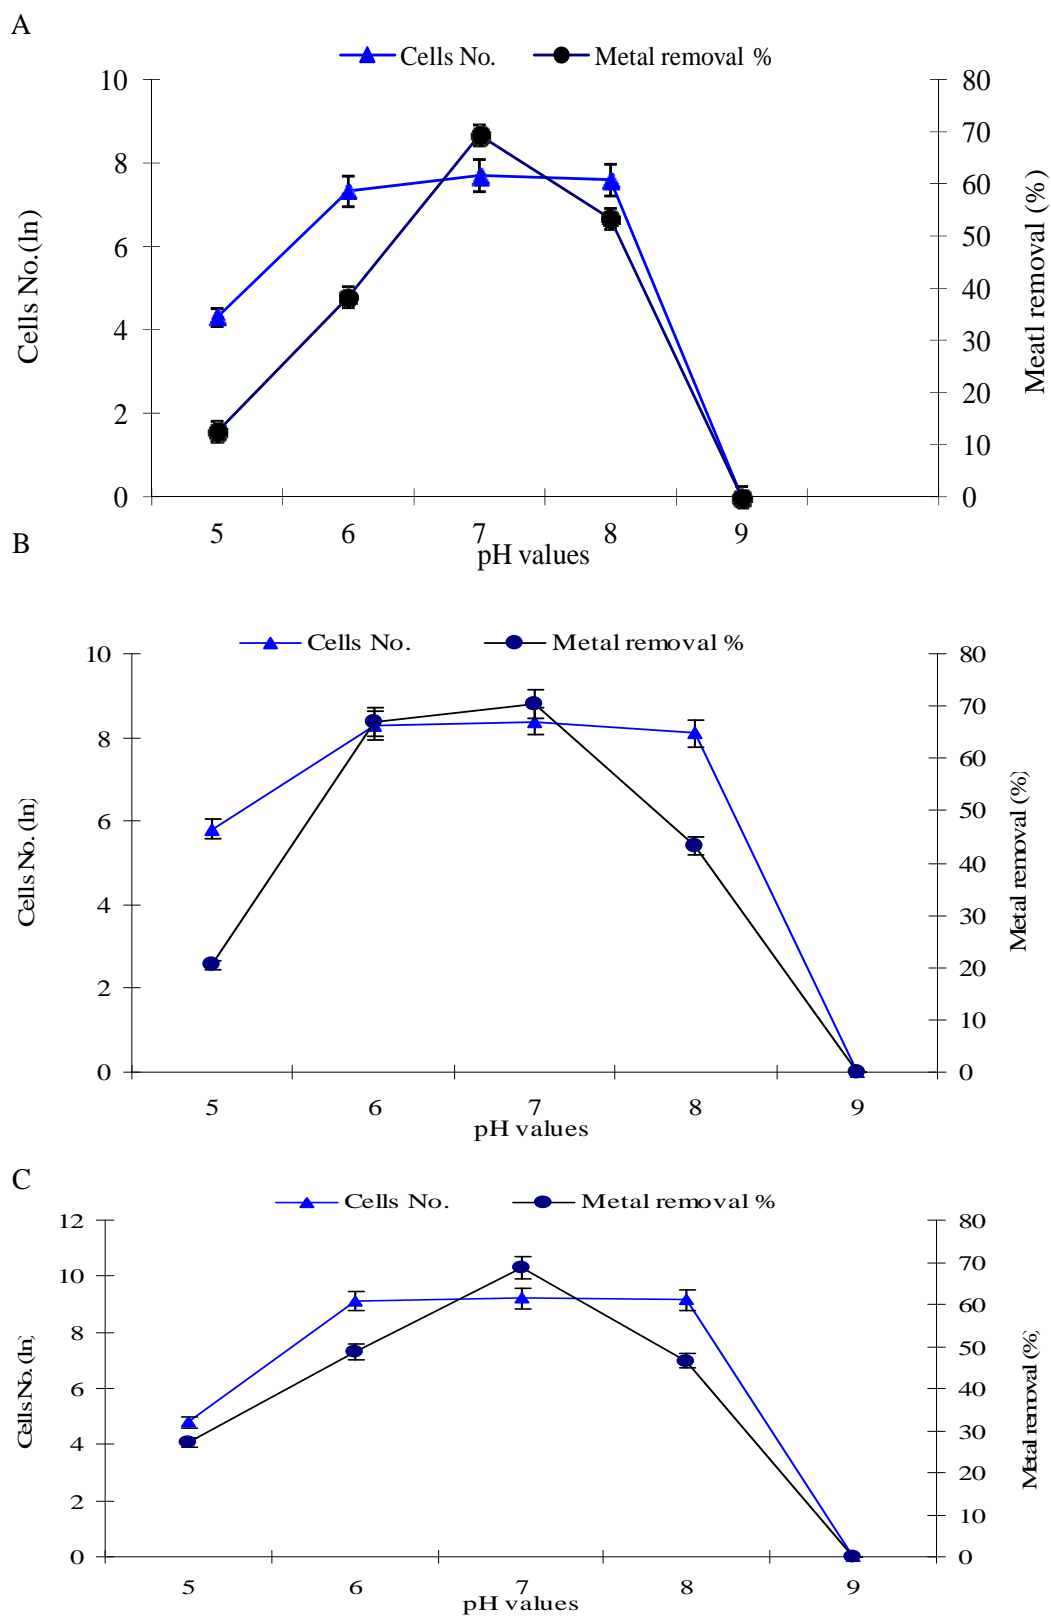 A
Cells No. Metal removal %
10 80
70
8
60
50
6
40
4
30
20
2
10
0 0
Cells No.(ln)
Meatl removal (%)
5 6 7 8 9
pH values
B
Cells No. Metal removal %
10 80
70
8
60
50
6
40
4
30
20
2
10
0 0
Cells No. (ln)
Metal removal (%)
5 6 7 8 9
pH values
C
Cells No. Metal removal %
12 80
70
10
60
8
50
6
40
30
4
20
2
10
0 0
Cells No. (ln)
Metal removal (%)
5 6 7 8 9
pH values